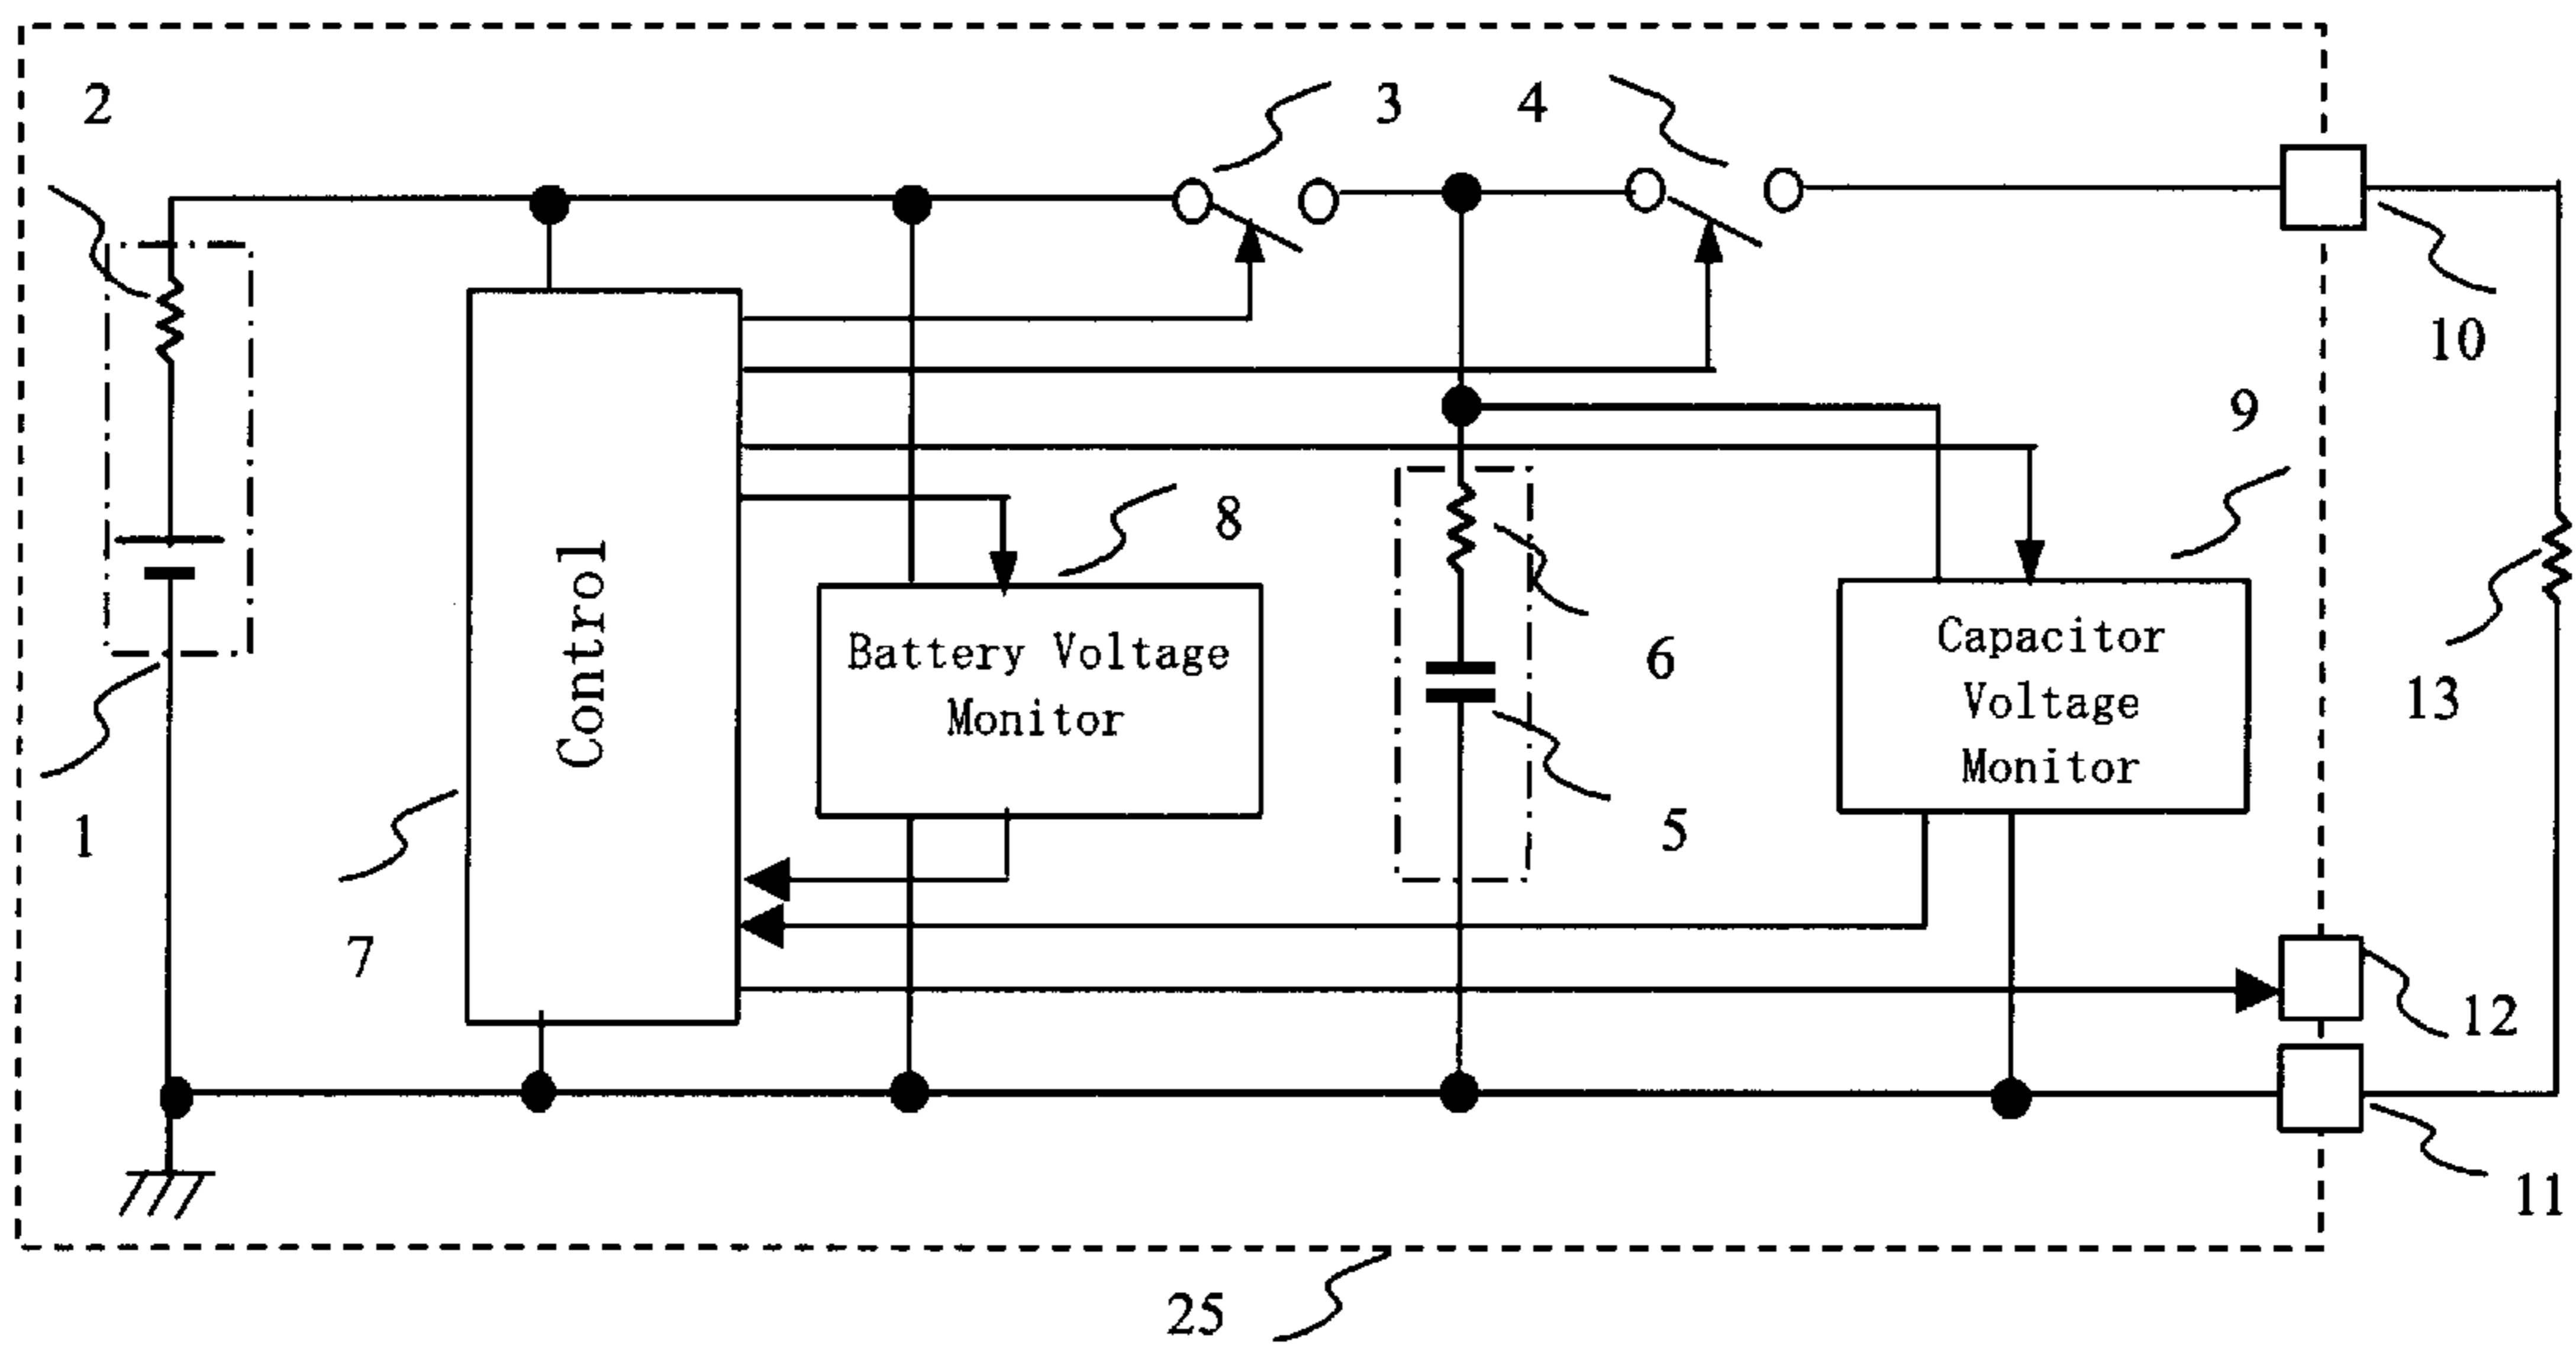 2
3
4
10
9
8
Control
Battery Voltage
Monitor
6
Capacitor
Voltage
Monitor
13
1
5
7
12
11
25